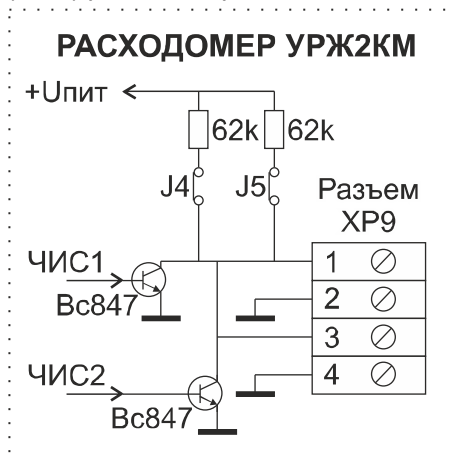 РАСХОДОМЕР УРЖ2КМ
+Uпит
62k 62k
J4 J5
Разъем
XP9
1
ЧИС1
2
Bc847
3
ЧИС2
4
Bc847